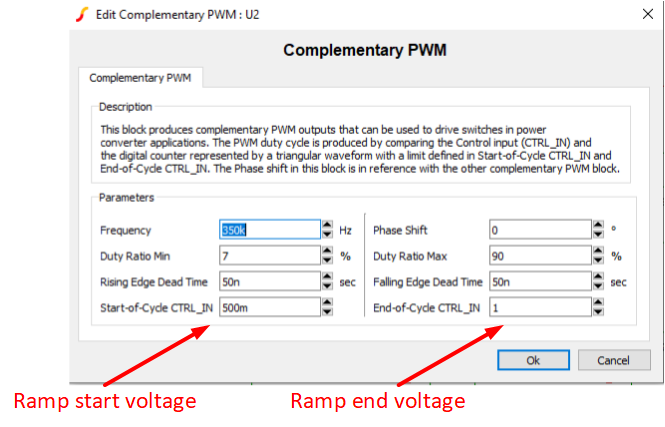 Edit Complementary PWM : U2
Complementary PWM
Complementary PWM
Description
This block produces complementary PWM outputs that can be used to drive switches in power
converter applications. The PWM duty cycle is produced by comparing the Control input (CTRL_IN) and
the digital counter represented by a triangular waveform with a limit defined in Start-of-Cycle CTRL_IN and
End-of-Cycle CTRL_IN. The Phase shift in this block is in reference with the other complementary PWM block.
Parameters
Frequency 350k Hz Phase Shift 0 °
Duty Ratio Min 7 % Duty Ratio Max 90 %
Rising Edge Dead Time 50n sec Falling Edge Dead Time 50n sec
Start-of-Cycle CTRL_IN 500m End-of-Cycle CTRL_IN 1
Ok Cancel
Ramp start voltage Ramp end voltage